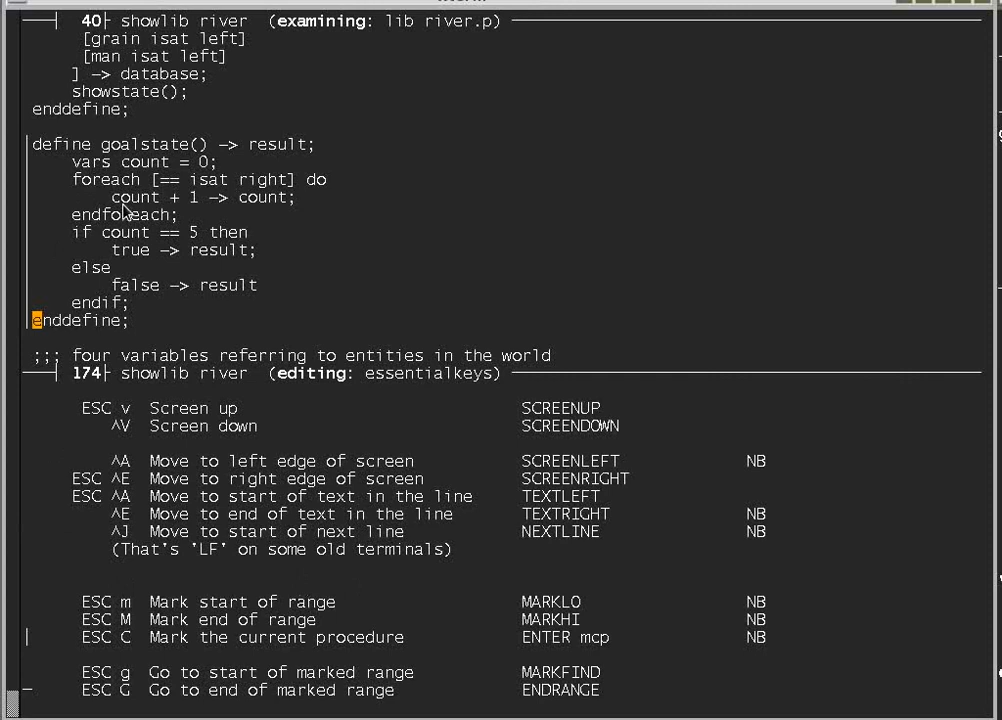 40 showlib river (examining: lib river.p)
[grain isat left]
[man isat left]
] -> database;
showstate();
enddefine;
define goalstate() -> result;
vars count = 0;
foreach [== isat right] do
count + 1 -> count;
endforeach;
if count == 5 then
true -> result;
else
false -> result
endif;
enddefine;
;;; four variables referring to entities in the world
174 showlib river (editing: essentialkeys)
ESC v Screen up SCREENUP
^V Screen down SCREENDOWN
^A Move to left edge of screen SCREENLEFT NB
ESC ^E Move to right edge of screen SCREENRIGHT
ESC ^A Move to start of text in the line TEXTLEFT
^E Move to end of text in the line TEXTRIGHT NB
^J Move to start of next line NEXTLINE NB
(That's 'LF' on some old terminals)
ESC m Mark start of range MARKLO NB
ESC M Mark end of range MARKHI NB
ESC C Mark the current procedure ENTER mcp NB
ESC g Go to start of marked range MARKFIND
ESC G Go to end of marked range ENDRANGE